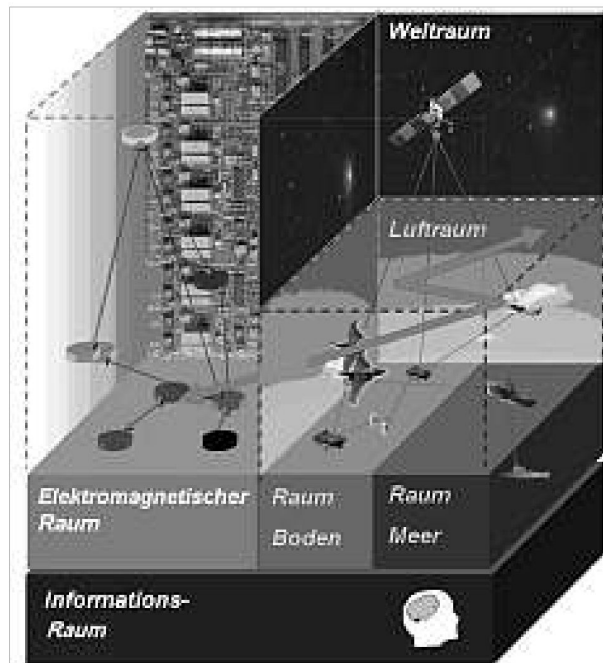 Weltraum
Luftraum
Elektromagnetischer
Raum
Raum
Boden
Raum
Meer
Informations-
Raum